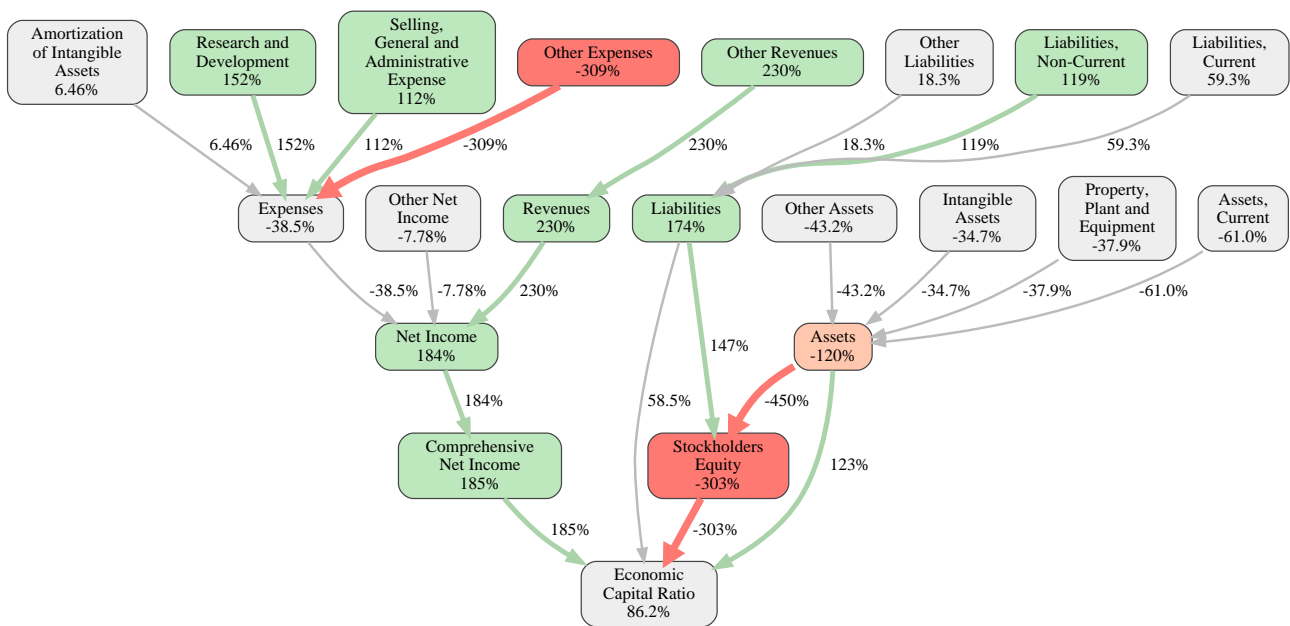 Amortization
of Intangible
Assets
6.46%
Research and
Development
152%
Selling,
General and
Administrative
Expense
112%
Other Expenses
-309%
Other Revenues
230%
Other
Liabilities
18.3%
Liabilities,
Non-Current
119%
Liabilities,
Current
59.3%
6.46%
152%
112%
-309%
230%
18.3%
119%
59.3%
Expenses
-38.5%
Other Net
Income
-7.78%
Revenues
230%
Liabilities
174%
Other Assets
-43.2%
Intangible
Assets
-34.7%
Property,
Plant and
Equipment
-37.9%
Assets,
Current
-61.0%
-38.5%
-7.78%
230%
-43.2%
-34.7%
-37.9%
-61.0%
Net Income
184%
Assets
-120%
147%
184%
58.5%
-450%
Comprehensive
Net Income
185%
Stockholders
Equity
-303%
123%
185%
-303%
Economic
Capital Ratio
86.2%